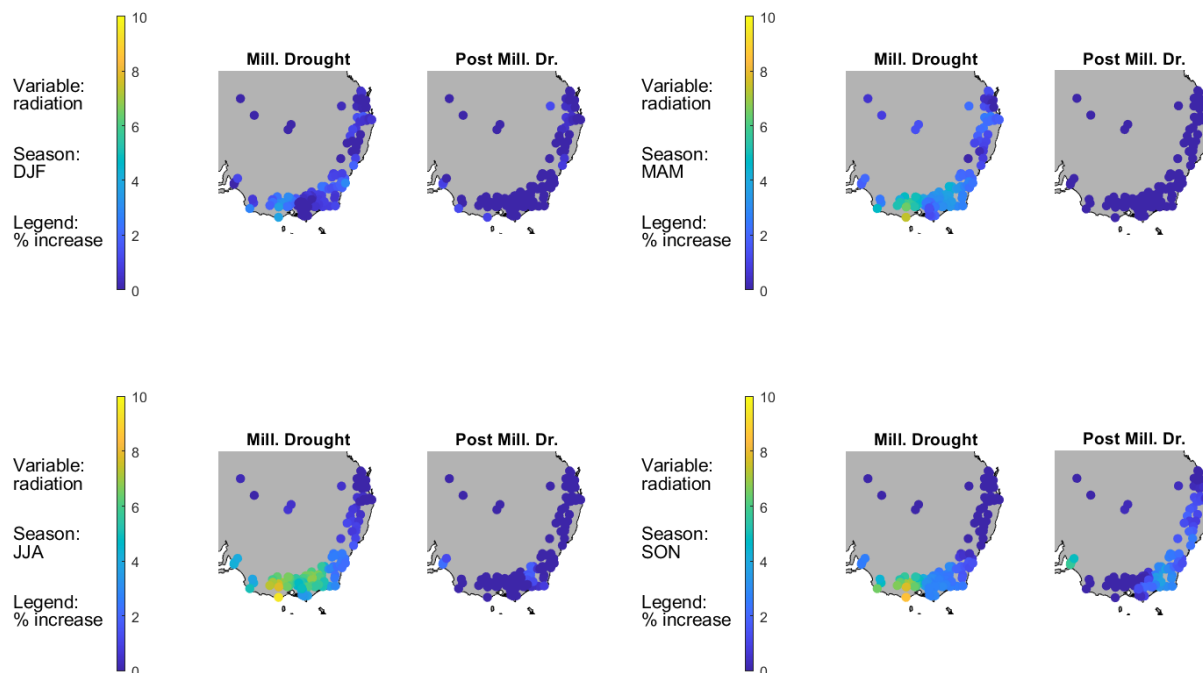 10
8
6
4
2
0
Variable:
radiation
Season:
DJF
Legend:
% increase
Mill. Drought
Post Mill. Dr.
10
8
6
4
2
0
Variable:
radiation
Season:
MAM
Legend:
% increase
Mill. Drought
Post Mill. Dr.
10
8
6
4
2
0
Variable:
radiation
Season:
JJA
Legend:
% increase
Mill. Drought
Post Mill. Dr.
10
8
6
4
2
0
Variable:
radiation
Season:
SON
Legend:
% increase
Mill. Drought
Post Mill. Dr.